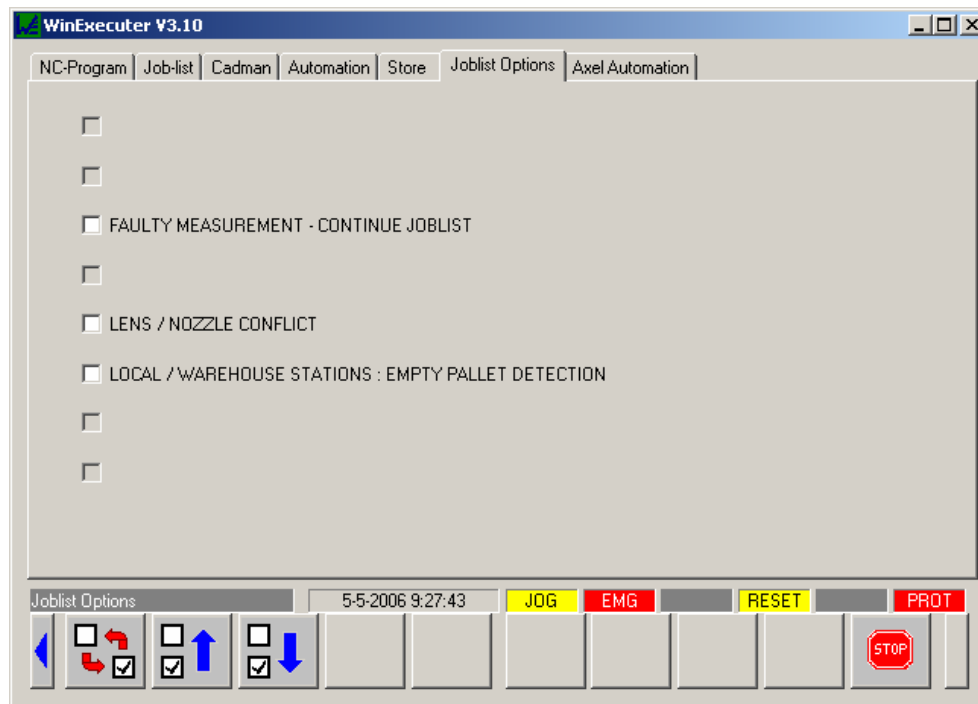 WinExecuter V3.10
NC-Program Job-list Cadman Automation Store Joblist Options Axel Automation
FAULTY MEASUREMENT - CONTINUE JOBLIST
LENS / NOZZLE CONFLICT
LOCAL / WAREHOUSE STATIONS : EMPTY PALLET DETECTION
Joblist Options 5-5-2006 9:27:43 JOG EMG RESET PROT
STOP